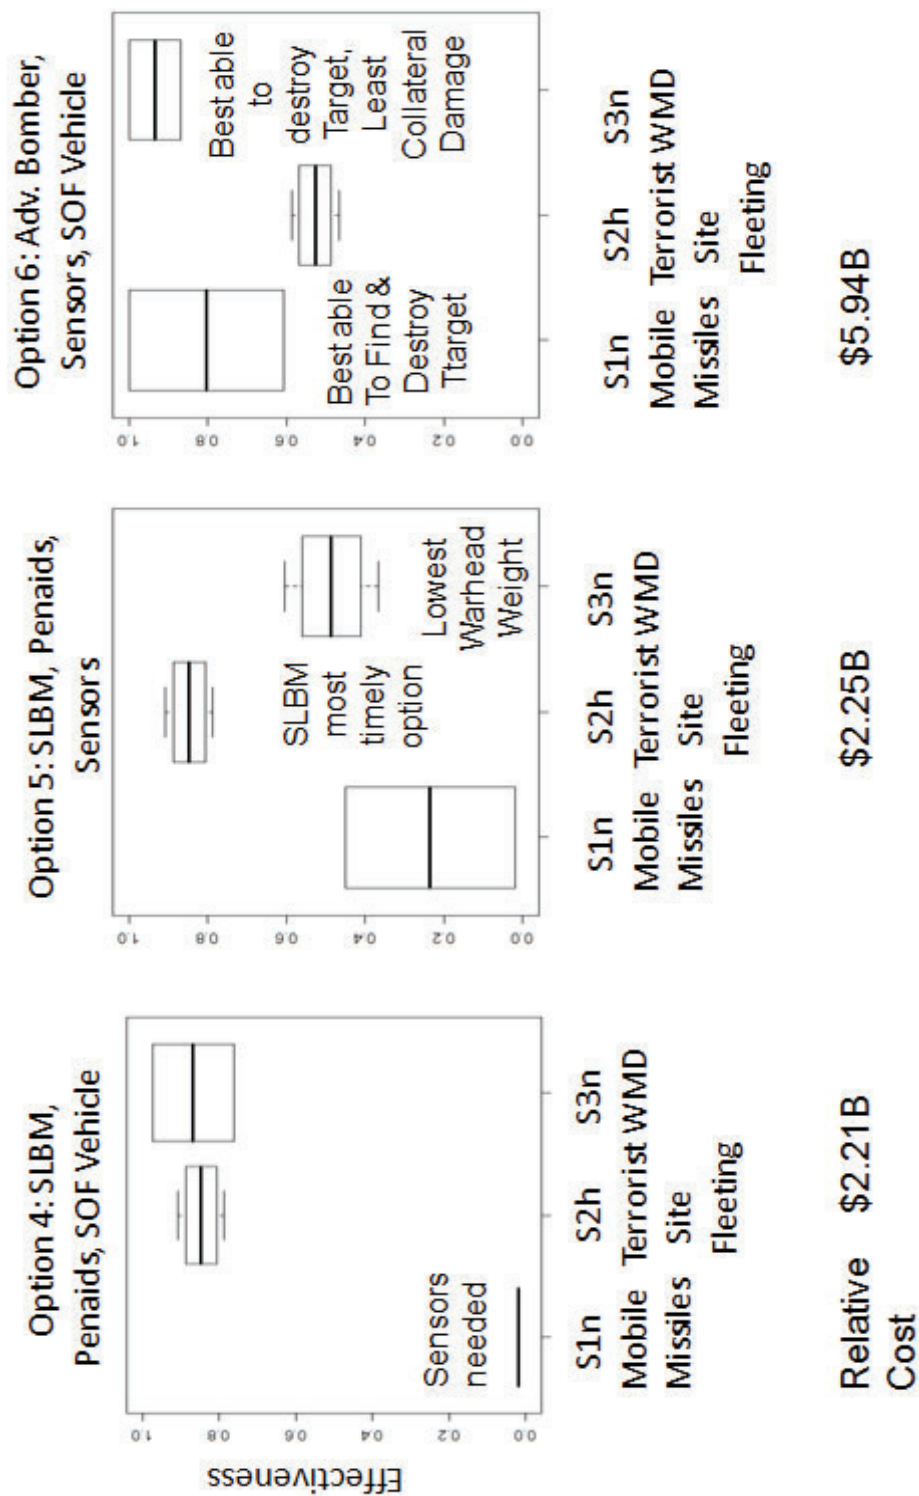 Option 4: SLBM,
Penaids, SOF Vehicle
Effectiveness
1.0
0.8
0.6
0.4
0.2
0.0
Sensors
needed
S1n
Mobile
Missiles
S2h
Terrorist
Site
Fleeting
S3n
WMD
Relative
Cost
$2.21B
Option 5: SLBM, Penaids,
Sensors
1.0
0.8
0.6
0.4
0.2
0.0
SLBM
most
timely
option
Lowest
Warhead
Weight
S1n
Mobile
Missiles
S2h
Terrorist
Site
Fleeting
S3n
WMD
$2.25B
Option 6: Adv. Bomber,
Sensors, SOF Vehicle
1.0
0.8
0.6
0.4
0.2
0.0
Best able
To Find &
Destroy
Ttarget
Best able
to
destroy
Target,
Least
Collateral
Damage
S1n
Mobile
Missiles
S2h
Terrorist
Site
Fleeting
S3n
WMD
$5.94B